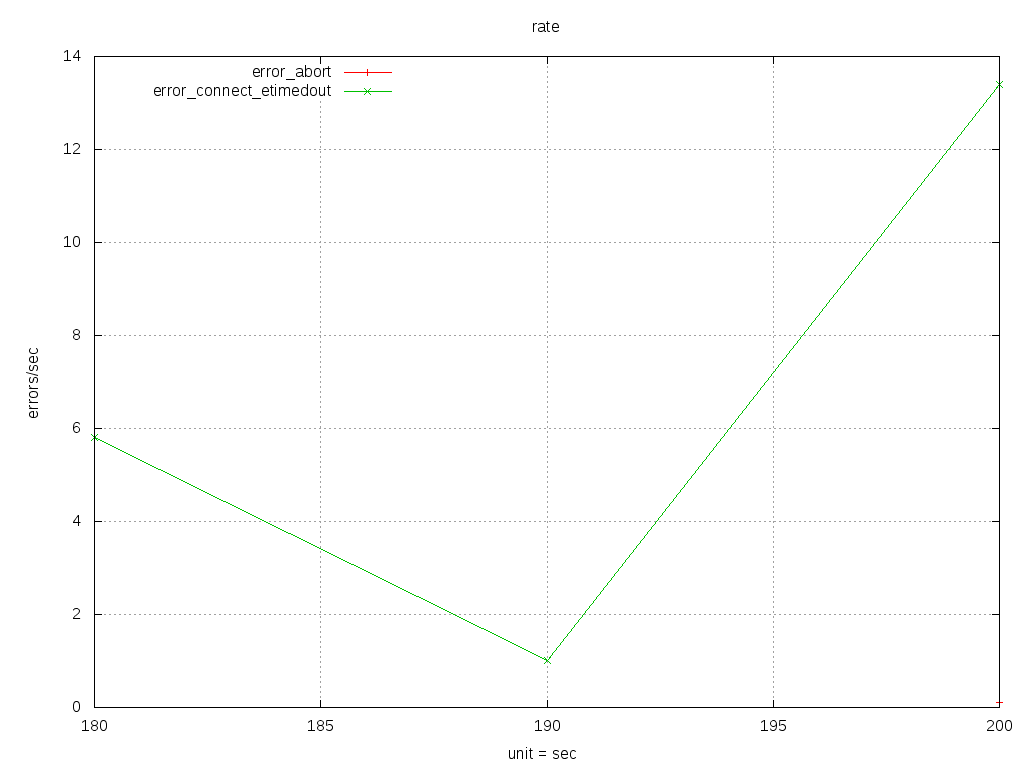 rate
14
error_abort
error_connect_etimedout
12
10
8
errors/sec
6
4
2
0
180 185 190 195 200
unit = sec